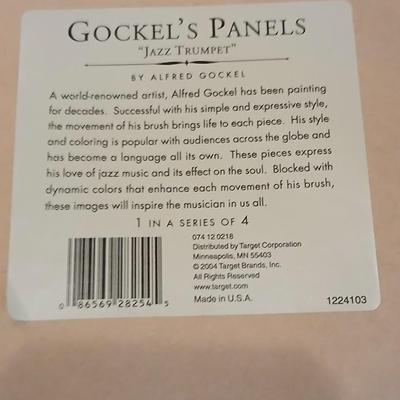 GOCKEL'S PANELS
"JAZZ TRUMPET"
BY ALFRED GOCKEL
A world-renowned artist, Alfred Gockel has been painting
for decades. Successful with his simple and expressive style,
the movement of his brush brings life to each piece. His style
and coloring is popular with audiences across the globe and
has become a language all its own. These pieces express
his love of jazz music and its effect on the soul. Blocked with
dynamic colors that enhance each movement of his brush,
these images will inspire the musician in us all.
1 IN A SERIES OF 4
074 12 0218
Distributed by Target Corporation
Minneapolis, MN 55403
© 2004 Target Brands, Inc.
All Rights Reserved
www.target.com
Made in U.S.A.
0 86569 28254 5
1224103